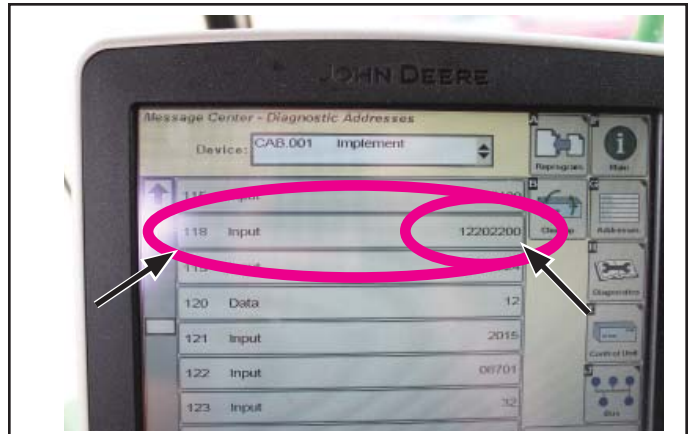 JOHN DEERE
Message Center - Diagnostic Addresses
Device: CAB.001 Implement
A
Reprogram
Main
B
118 Input 12202200
G
Addresses
120 Data 12
H
Diagnostics
121 Input 2015
Control Unit
122 Input 08701
123 Input 32